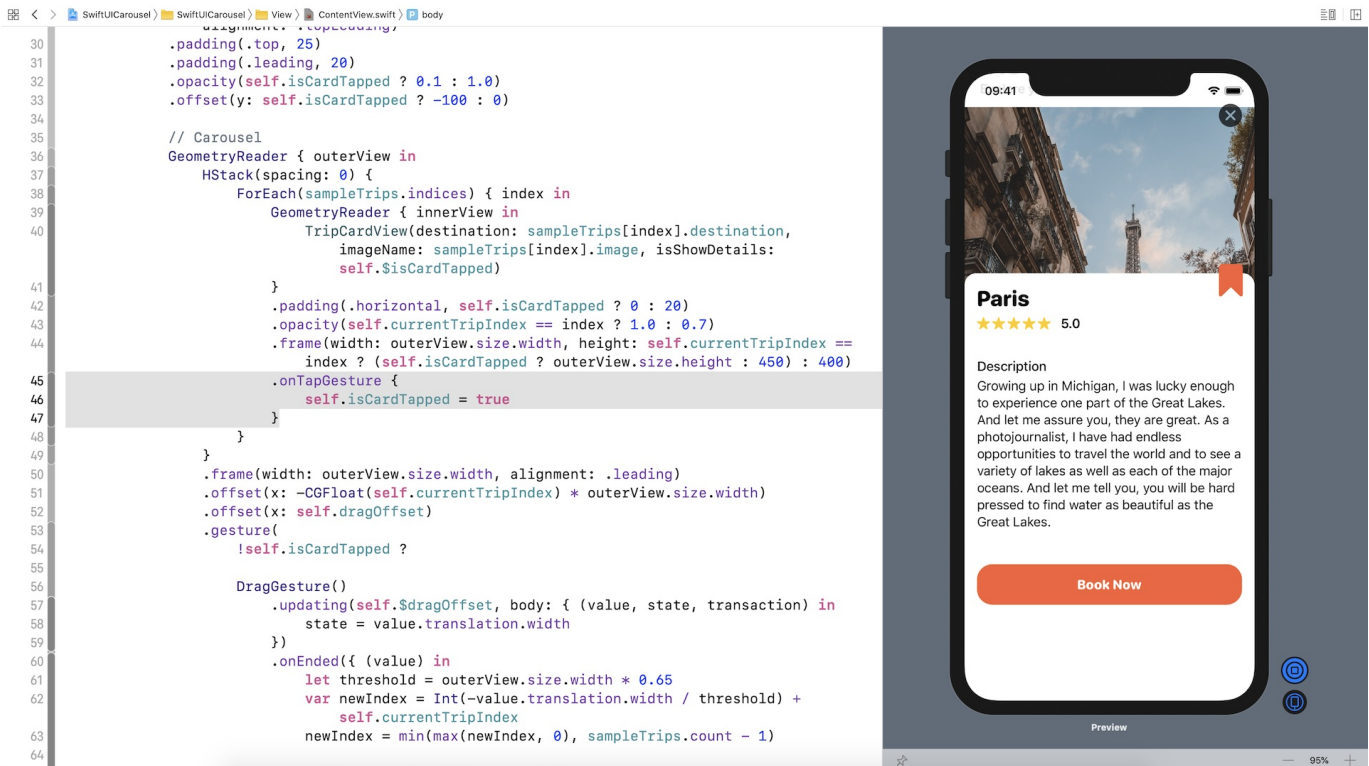 SwiftUICarousel
SwiftUICarousel
View
ContentView.swift
P body
alignment: .topLeading)
30 .padding(.top, 25)
31 .padding(.leading, 20)
32 .opacity(self.isCardTapped ? 0.1 : 1.0)
33 .offset(y: self.isCardTapped ? -100 : 0)
34
35 // Carousel
36 GeometryReader { outerView in
37 HStack(spacing: 0) {
38 ForEach(sampleTrips.indices) { index in
39 GeometryReader { innerView in
40 TripCardView(destination: sampleTrips[index].destination,
imageName: sampleTrips[index].image, isShowDetails:
self.$isCardTapped)
41 }
42 .padding(.horizontal, self.isCardTapped ? 0 : 20)
43 .opacity(self.currentTripIndex == index ? 1.0 : 0.7)
44 .frame(width: outerView.size.width, height: self.currentTripIndex ==
index ? (self.isCardTapped ? outerView.size.height : 450) : 400)
45 .onTapGesture {
46 self.isCardTapped = true
47 }
48 }
49 }
50 .frame(width: outerView.size.width, alignment: .leading)
51 .offset(x: -CGFloat(self.currentTripIndex) * outerView.size.width)
52 .offset(x: self.dragOffset)
53 .gesture(
54 !self.isCardTapped ?
55
56 DragGesture()
57 .updating(self.$dragOffset, body: { (value, state, transaction) in
58 state = value.translation.width
59 })
60 .onEnded({ (value) in
61 let threshold = outerView.size.width * 0.65
62 var newIndex = Int(-value.translation.width / threshold) +
self.currentTripIndex
63 newIndex = min(max(newIndex, 0), sampleTrips.count - 1)
64
09:41
Paris
5.0
Description
Growing up in Michigan, I was lucky enough
to experience one part of the Great Lakes.
And let me assure you, they are great. As a
photojournalist, I have had endless
opportunities to travel the world and to see a
variety of lakes as well as each of the major
oceans. And let me tell you, you will be hard
pressed to find water as beautiful as the
Great Lakes.
Book Now
Preview
95%